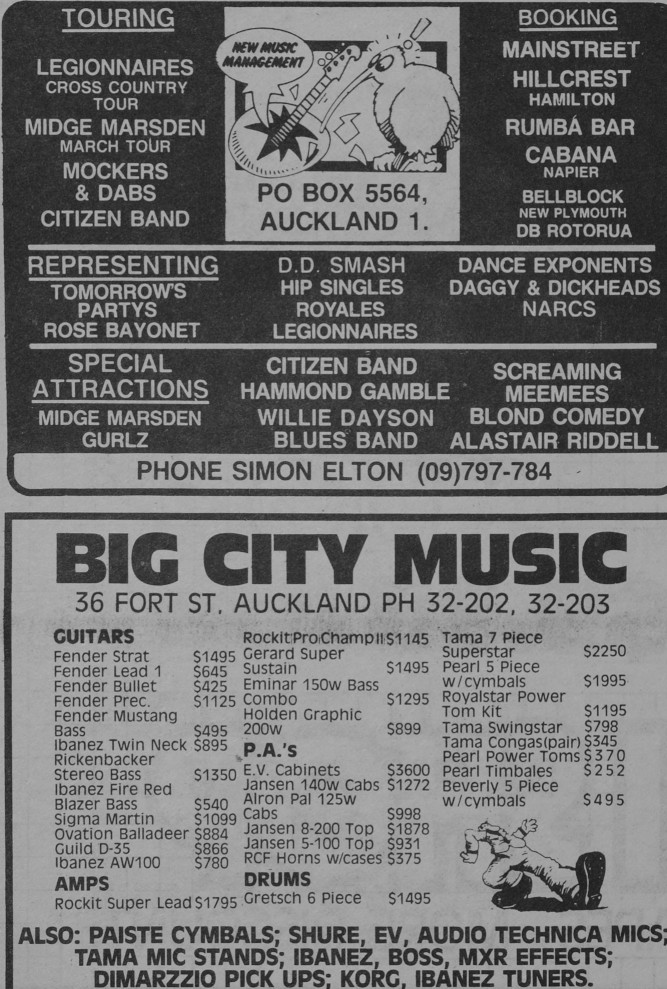 TOURING
LEGIONNAIRES
CROSS COUNTRY
TOUR
MIDGE MARSDEN
MARCH TOUR
MOCKERS
& DABS
CITIZEN BAND
NEW MUSIC
MANAGEMENT
PO BOX 5564,
AUCKLAND 1.
BOOKING
MAINSTREET
HILLCREST
HAMILTON
RUMBA BAR
CABANA
NAPIER
BELLBLOCK
NEW PLYMOUTH
DB ROTORUA
REPRESENTING
TOMORROW'S
PARTYS
ROSE BAYONET
D.D. SMASH
HIP SINGLES
ROYALES
LEGIONNAIRES
DANCE EXPONENTS
DAGGY & DICKHEADS
NARCS
SPECIAL
ATTRACTIONS
MIDGE MARSDEN
GURLZ
CITIZEN BAND
HAMMOND GAMBLE
WILLIE DAYSON
BLUES BAND
SCREAMING
MEEMEES
BLOND COMEDY
ALASTAIR RIDDELL
PHONE SIMON ELTON (09)797-784
BIG CITY MUSIC
36 FORT ST, AUCKLAND PH 32-202, 32-203
GUITARS
Fender Strat $1495
Fender Lead 1 $645
Fender Bullet $425
Fender Prec. $1125
Fender Mustang
Bass $495
Ibanez Twin Neck $895
Rickenbacker
Stereo Bass $1350
Ibanez Fire Red
Blazer Bass $540
Sigma Martin $1099
Ovation Balladeer $884
Guild D-35 $866
Ibanez AW100 $780
AMPS
Rockit Super Lead $1795
Rockit Pro Champ II $1145
Gerard Super
Sustain $1495
Eminar 150w Bass
Combo $1295
Holden Graphic
200w $899
P.A.'s
E.V. Cabinets $3600
Jansen 140w Cabs $1272
Alron Pal 125w
Cabs $998
Jansen 8-200 Top $1878
Jansen 5-100 Top $931
RCF Horns w/cases $375
DRUMS
Gretsch 6 Piece $1495
Tama 7 Piece
Superstar $2250
Pearl 5 Piece
w/cymbals $1995
Royalstar Power
Tom Kit $1195
Tama Swingstar $798
Tama Congas(pair) $345
Pearl Power Toms $370
Pearl Timbales $252
Beverly 5 Piece
w/cymbals $495
ALSO: PAISTE CYMBALS; SHURE, EV, AUDIO TECHNICA MICS;
TAMA MIC STANDS; IBANEZ, BOSS, MXR EFFECTS;
DIMARZZIO PICK UPS; KORG, IBANEZ TUNERS.